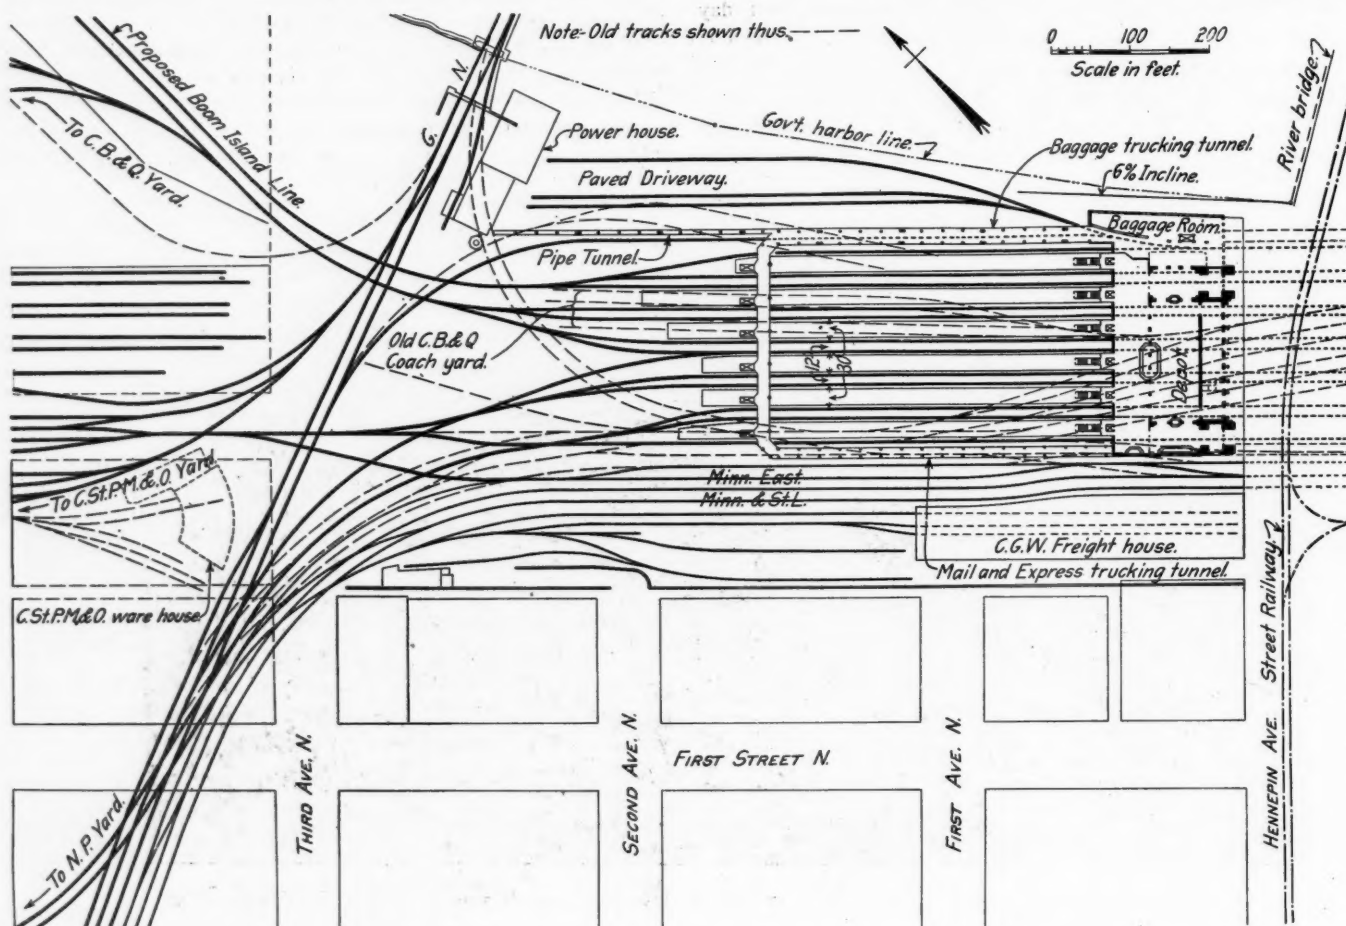 Note:-Old tracks shown thus.
0 100 200
Scale in feet.
Proposed Boom Island Line.
G. N.
To C.B.&Q. Yard.
Power house.
Gov't. harbor line.
River bridge.
Baggage trucking tunnel.
6% Incline.
Paved Driveway.
Baggage Room
Pipe Tunnel.
Old C.B.&Q
Coach yard.
12'
30'
Depot.
To C.St.P.M.&O. Yard
Minn. East.
Minn. & St.L.
C.G.W. Freight house.
Mail and Express trucking tunnel.
C.St.P.M.&O. ware house
FIRST STREET N.
THIRD AVE. N.
SECOND AVE. N.
FIRST AVE. N.
HENNEPIN AVE. Street Railway
To N.P. Yard.